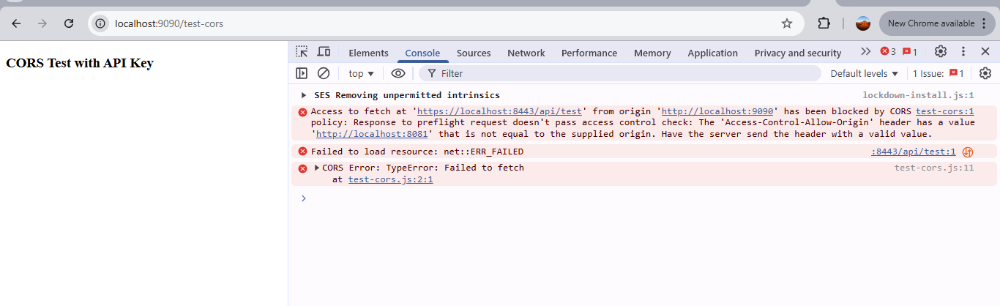 localhost:9090/test-cors
New Chrome available
CORS Test with API Key
Elements Console Sources Network Performance Memory Application Privacy and security 3 1
top Filter Default levels 1 Issue: 1
SES Removing unpermitted intrinsics lockdown-install.js:1
Access to fetch at 'https://localhost:8443/api/test' from origin 'http://localhost:9090' has been blocked by CORS test-cors:1
policy: Response to preflight request doesn't pass access control check: The 'Access-Control-Allow-Origin' header has a value
'http://localhost:8081' that is not equal to the supplied origin. Have the server send the header with a valid value.
Failed to load resource: net::ERR_FAILED :8443/api/test:1
CORS Error: TypeError: Failed to fetch test-cors.js:11
at test-cors.js:2:1